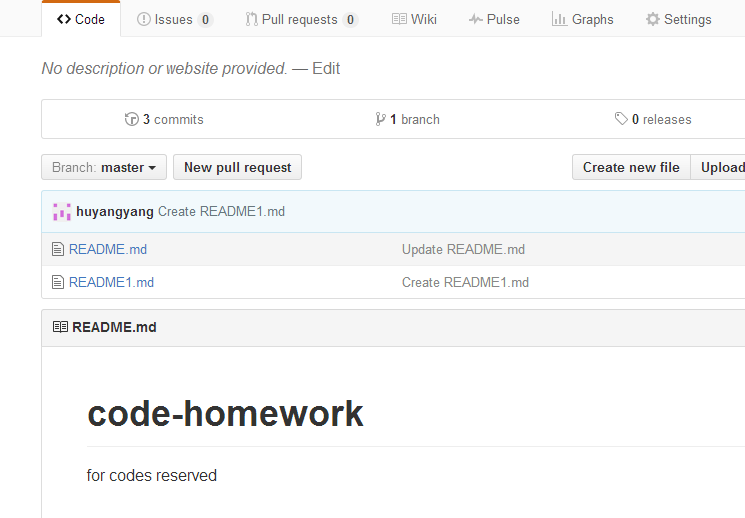 Code Issues 0 Pull requests 0 Wiki Pulse Graphs Settings
No description or website provided. — Edit
3 commits 1 branch 0 releases
Branch: master New pull request Create new file Upload
huyangyang Create README1.md
README.md Update README.md
README1.md Create README1.md
README.md
code-homework
for codes reserved